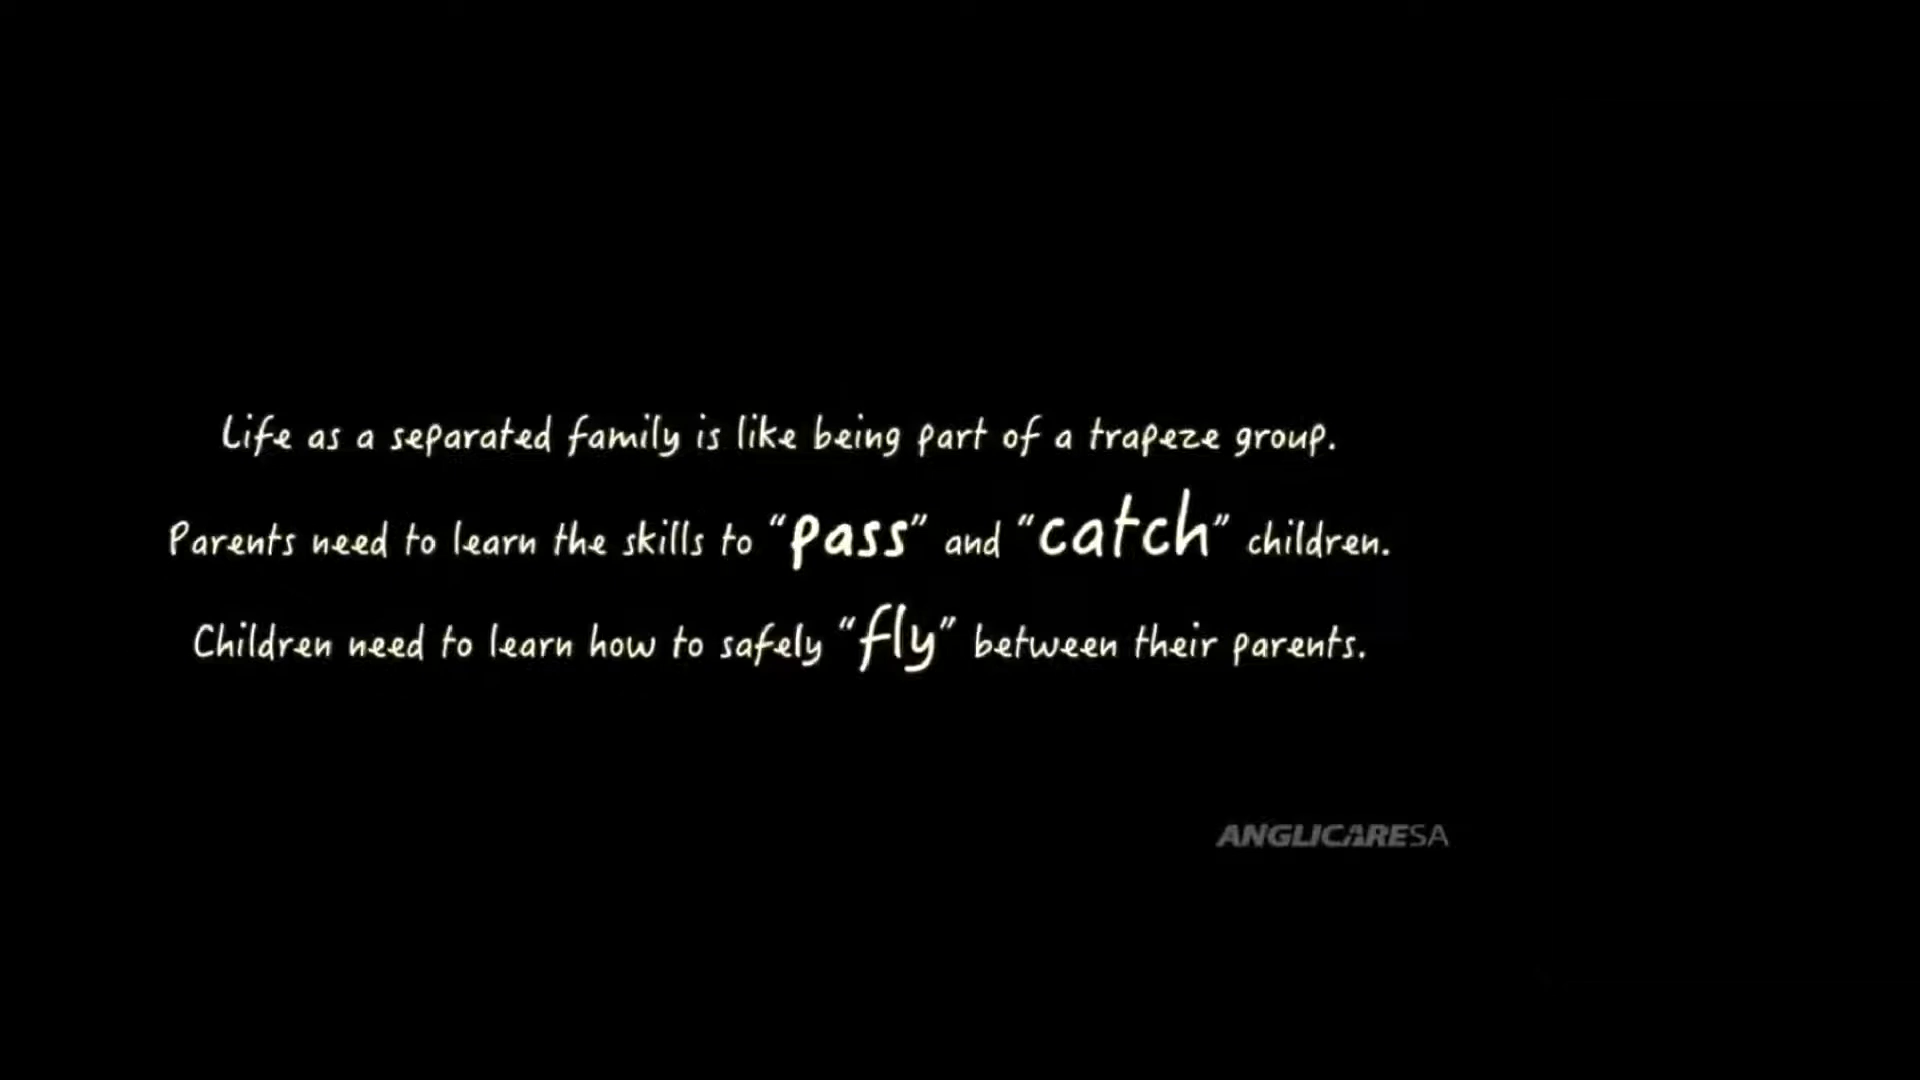 Life as a separated family is like being part of a trapeze group.
Parents need to learn the skills to “pass” and “catch” children.
Children need to learn how to safely “fly” between their parents.
ANGLICARESA